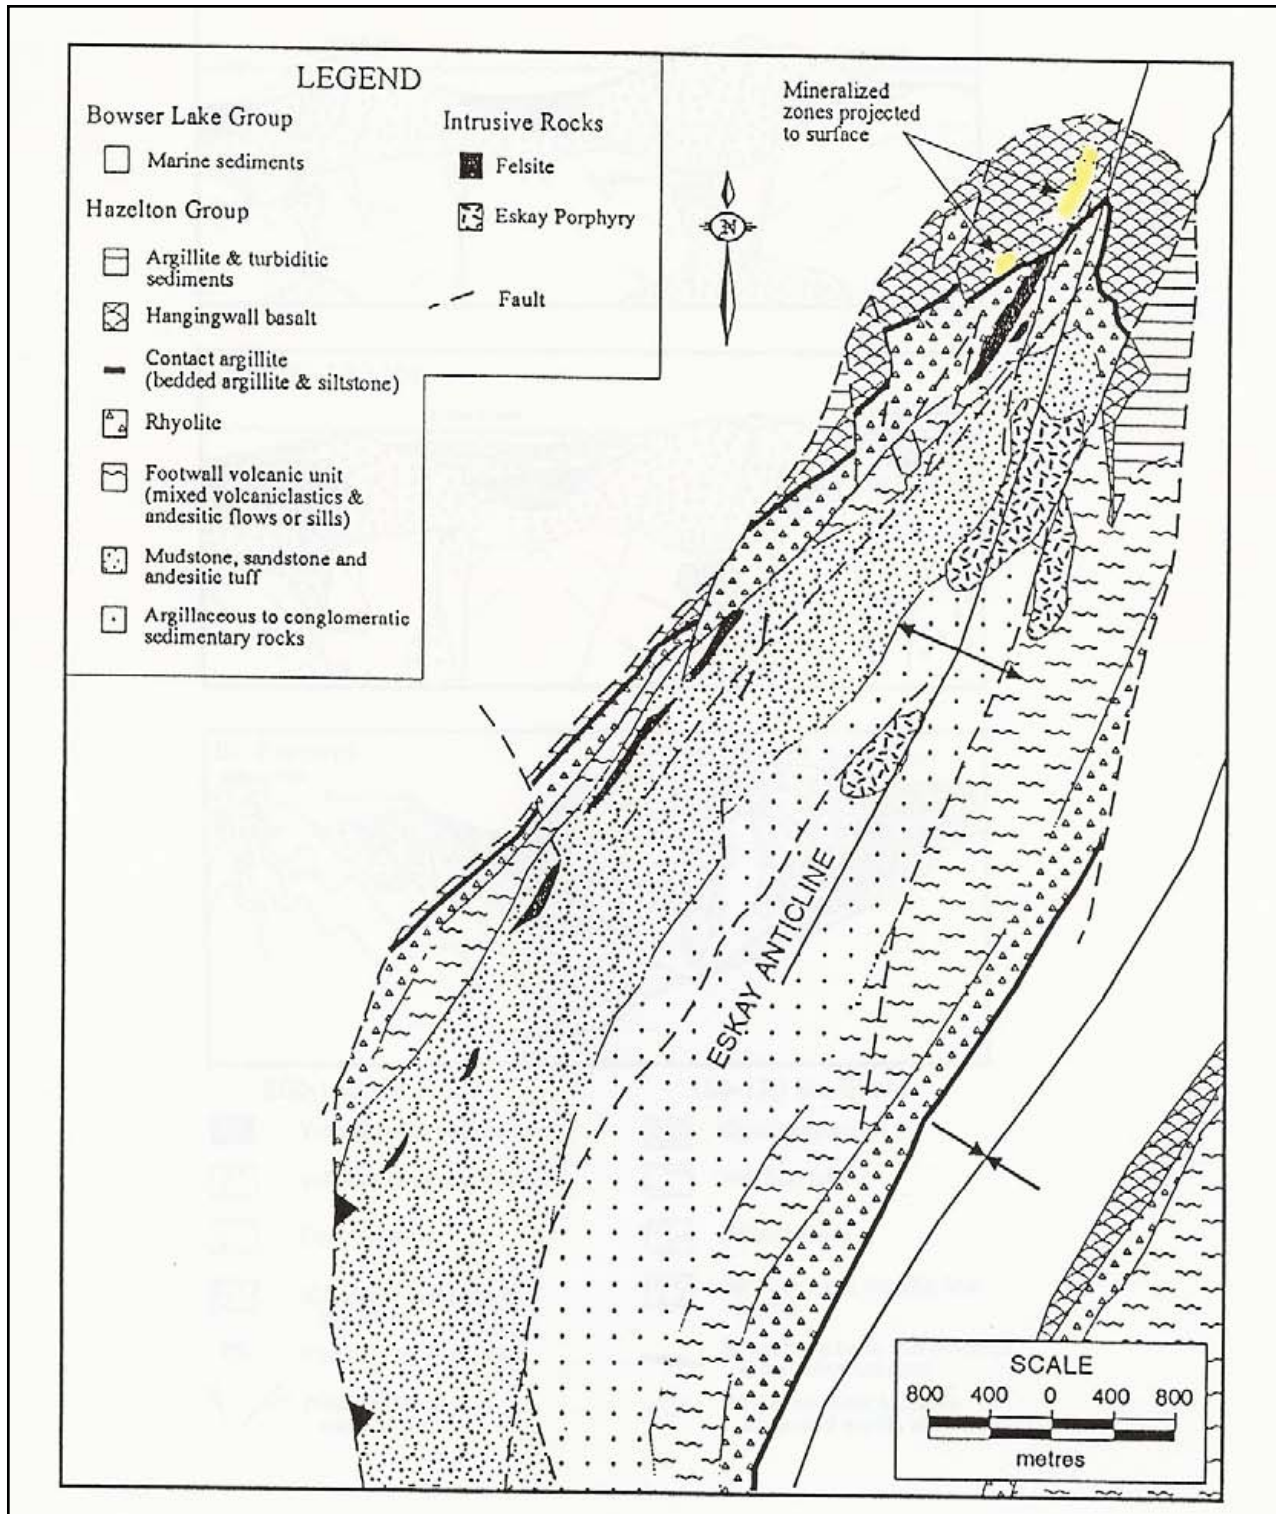 LEGEND
Bowser Lake Group
Marine sediments
Hazelton Group
Argillite & turbiditic
sediments
Hangingwall basalt
Contact argillite
(bedded argillite & siltstone)
Rhyolite
Footwall volcanic unit
(mixed volcaniclastics &
andesitic flows or sills)
Mudstone, sandstone and
andesitic tuff
Argillaceous to conglomeratic
sedimentary rocks
Intrusive Rocks
Felsite
Eskay Porphyry
Fault
N
Mineralized
zones projected
to surface
ESKAY ANTICLINE
SCALE
800 400 0 400 800
metres